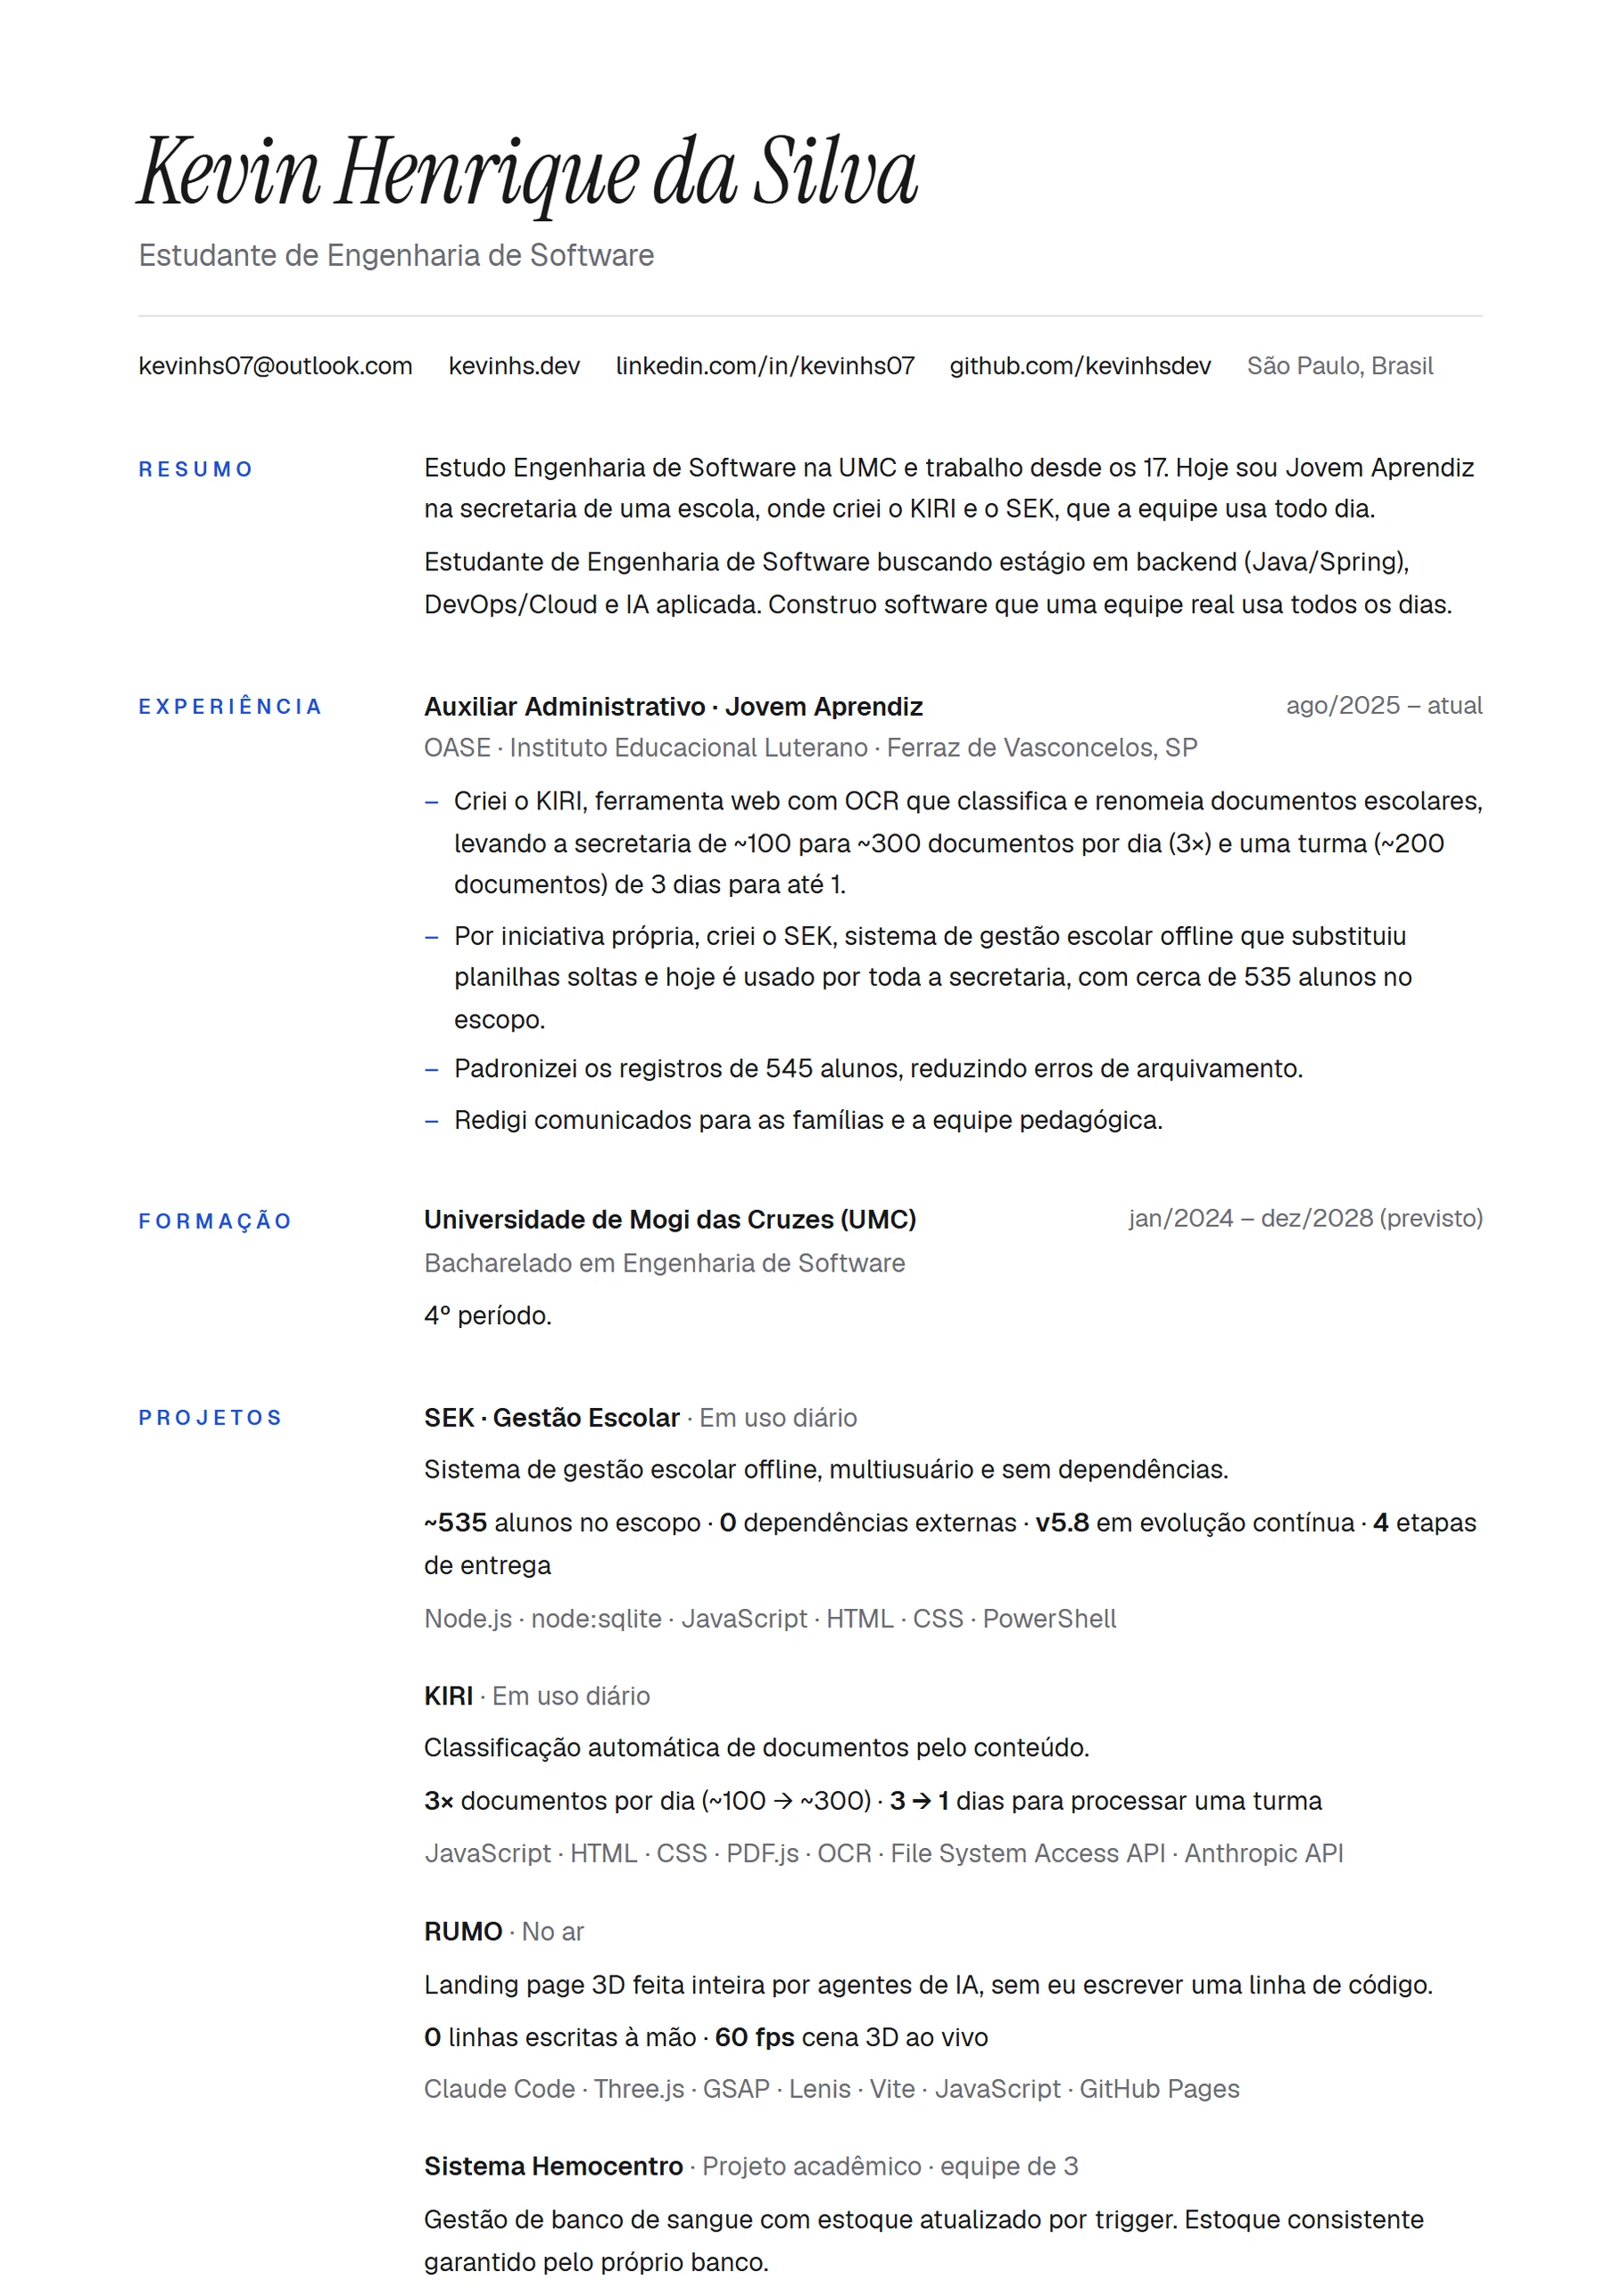 Kevin Henrique da Silva
Estudante de Engenharia de Software
kevinhs07@outlook.com kevinhs.dev linkedin.com/in/kevinhs07 github.com/kevinhsdev São Paulo, Brasil
RESUMO
Estudo Engenharia de Software na UMC e trabalho desde os 17. Hoje sou Jovem Aprendiz
na secretaria de uma escola, onde criei o KIRI e o SEK, que a equipe usa todo dia.
Estudante de Engenharia de Software buscando estágio em backend (Java/Spring),
DevOps/Cloud e IA aplicada. Construo software que uma equipe real usa todos os dias.
EXPERIÊNCIA
Auxiliar Administrativo · Jovem Aprendiz ago/2025 – atual
OASE · Instituto Educacional Luterano · Ferraz de Vasconcelos, SP
– Criei o KIRI, ferramenta web com OCR que classifica e renomeia documentos escolares,
levando a secretaria de ~100 para ~300 documentos por dia (3×) e uma turma (~200
documentos) de 3 dias para até 1.
– Por iniciativa própria, criei o SEK, sistema de gestão escolar offline que substituiu
planilhas soltas e hoje é usado por toda a secretaria, com cerca de 535 alunos no
escopo.
– Padronizei os registros de 545 alunos, reduzindo erros de arquivamento.
– Redigi comunicados para as famílias e a equipe pedagógica.
FORMAÇÃO
Universidade de Mogi das Cruzes (UMC) jan/2024 – dez/2028 (previsto)
Bacharelado em Engenharia de Software
4º período.
PROJETOS
SEK · Gestão Escolar · Em uso diário
Sistema de gestão escolar offline, multiusuário e sem dependências.
~535 alunos no escopo · 0 dependências externas · v5.8 em evolução contínua · 4 etapas
de entrega
Node.js · node:sqlite · JavaScript · HTML · CSS · PowerShell
KIRI · Em uso diário
Classificação automática de documentos pelo conteúdo.
3× documentos por dia (~100 → ~300) · 3 → 1 dias para processar uma turma
JavaScript · HTML · CSS · PDF.js · OCR · File System Access API · Anthropic API
RUMO · No ar
Landing page 3D feita inteira por agentes de IA, sem eu escrever uma linha de código.
0 linhas escritas à mão · 60 fps cena 3D ao vivo
Claude Code · Three.js · GSAP · Lenis · Vite · JavaScript · GitHub Pages
Sistema Hemocentro · Projeto acadêmico · equipe de 3
Gestão de banco de sangue com estoque atualizado por trigger. Estoque consistente
garantido pelo próprio banco.